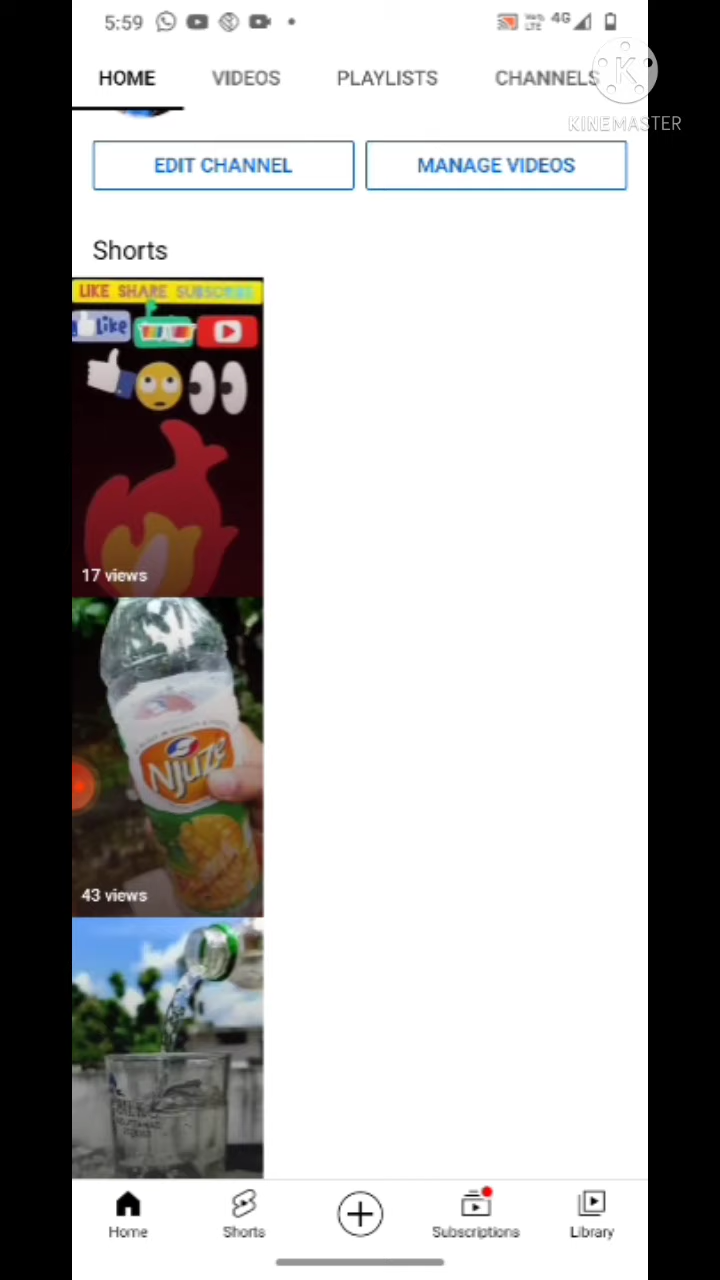 5:59
4G
HOME VIDEOS PLAYLISTS CHANNELS
K
KINEMASTER
EDIT CHANNEL MANAGE VIDEOS
Shorts
LIKE SHARE SUBSCRIBE
Like
17 views
Njuze
43 views
Home Shorts Subscriptions Library